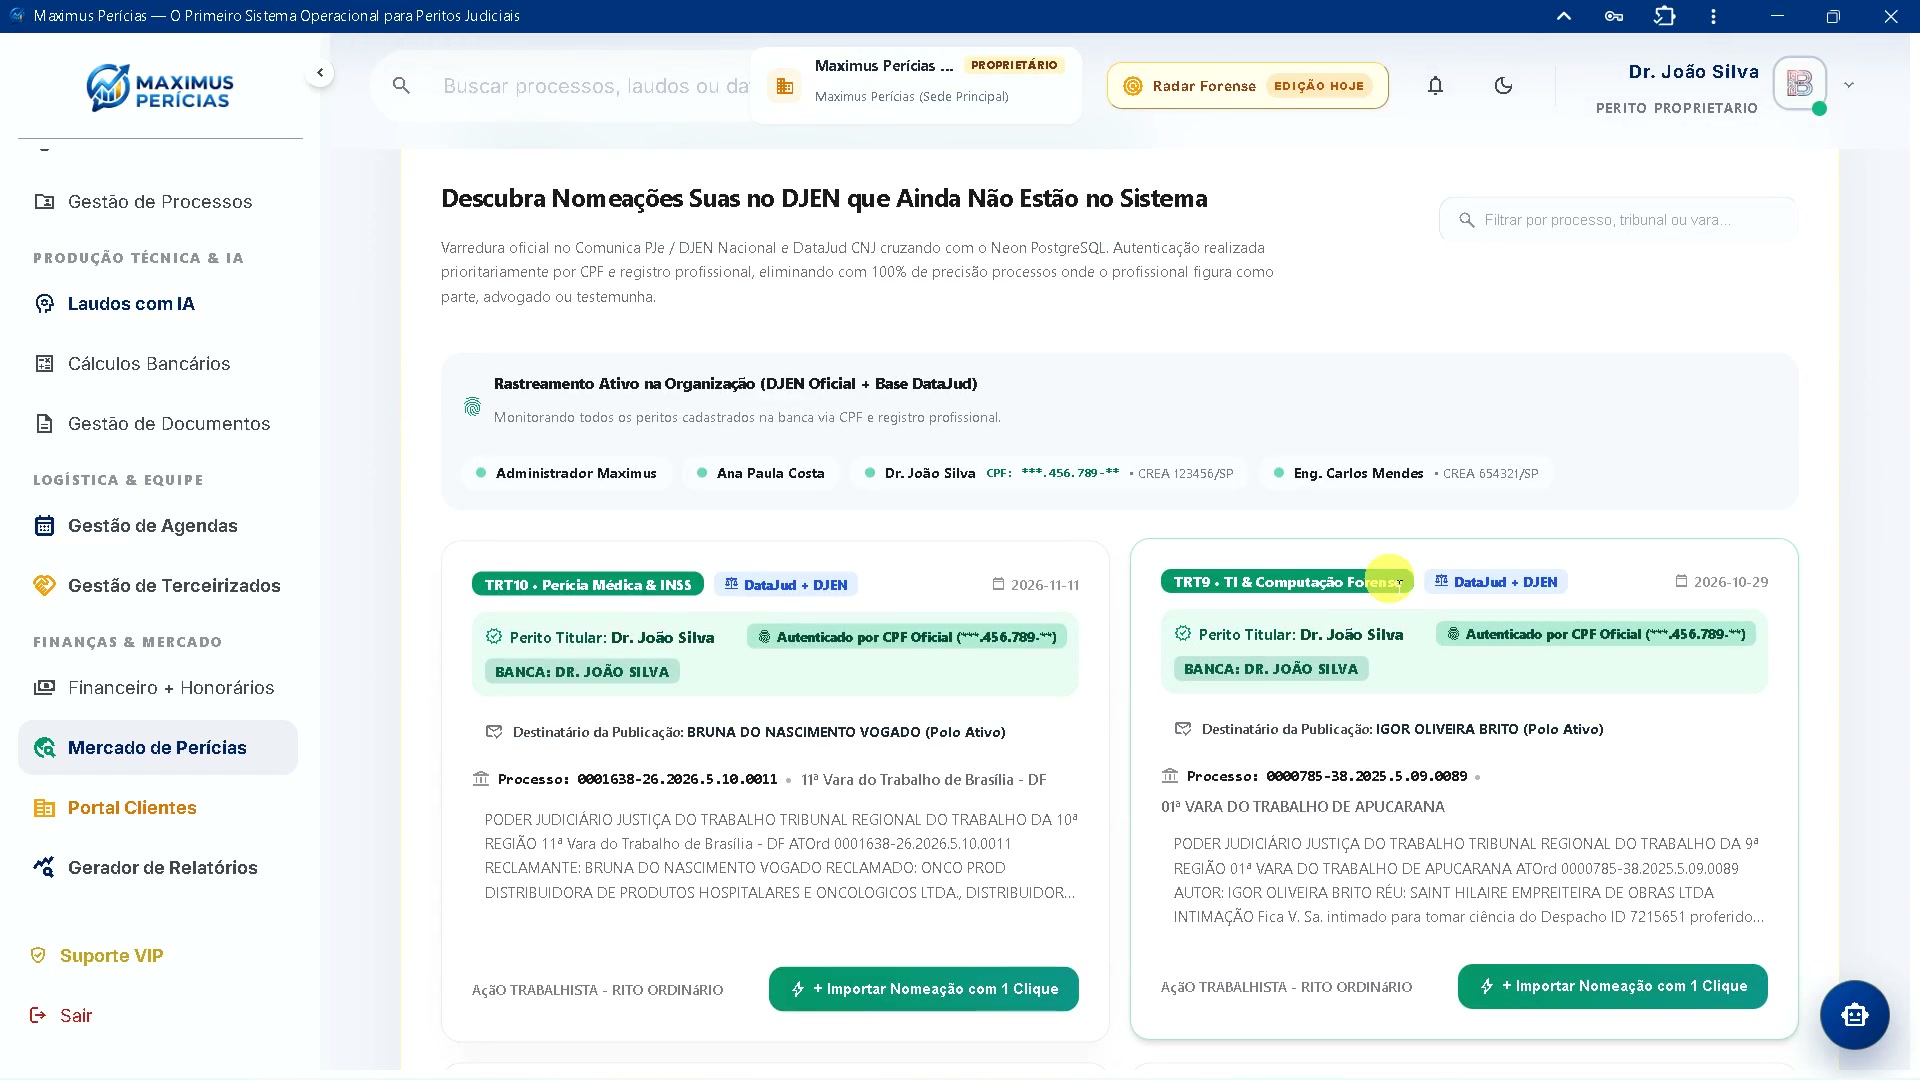 Maximus Perícias — O Primeiro Sistema Operacional para Peritos Judiciais
MAXIMUS
PERÍCIAS
Gestão de Processos
PRODUÇÃO TÉCNICA & IA
Laudos com IA
Cálculos Bancários
Gestão de Documentos
LOGÍSTICA & EQUIPE
Gestão de Agendas
Gestão de Terceirizados
FINANÇAS & MERCADO
Financeiro + Honorários
Mercado de Perícias
Portal Clientes
Gerador de Relatórios
Suporte VIP
Sair
Buscar processos, laudos ou da
Maximus Perícias ... PROPRIETÁRIO
Maximus Perícias (Sede Principal)
Radar Forense EDIÇÃO HOJE
Dr. João Silva
PERITO PROPRIETARIO
Descubra Nomeações Suas no DJEN que Ainda Não Estão no Sistema
Filtrar por processo, tribunal ou vara...
Varredura oficial no Comunica PJe / DJEN Nacional e DataJud CNJ cruzando com o Neon PostgreSQL. Autenticação realizada
prioritariamente por CPF e registro profissional, eliminando com 100% de precisão processos onde o profissional figura como
parte, advogado ou testemunha.
Rastreamento Ativo na Organização (DJEN Oficial + Base DataJud)
Monitorando todos os peritos cadastrados na banca via CPF e registro profissional.
Administrador Maximus
Ana Paula Costa
Dr. João Silva CPF: ***.456.789-** • CREA 123456/SP
Eng. Carlos Mendes • CREA 654321/SP
TRT10 • Perícia Médica & INSS DataJud + DJEN 2026-11-11
Perito Titular: Dr. João Silva Autenticado por CPF Oficial (***.456.789-**)
BANCA: DR. JOÃO SILVA
Destinatário da Publicação: BRUNA DO NASCIMENTO VOGADO (Polo Ativo)
Processo: 0001638-26.2026.5.10.0011 • 11ª Vara do Trabalho de Brasília - DF
PODER JUDICIÁRIO JUSTIÇA DO TRABALHO TRIBUNAL REGIONAL DO TRABALHO DA 10ª
REGIÃO 11ª Vara do Trabalho de Brasília - DF ATOrd 0001638-26.2026.5.10.0011
RECLAMANTE: BRUNA DO NASCIMENTO VOGADO RECLAMADO: ONCO PROD
DISTRIBUIDORA DE PRODUTOS HOSPITALARES E ONCOLOGICOS LTDA., DISTRIBUIDOR...
AçãO TRABALHISTA - RITO ORDINáRIO
+ Importar Nomeação com 1 Clique
TRT9 • TI & Computação Forense DataJud + DJEN 2026-10-29
Perito Titular: Dr. João Silva Autenticado por CPF Oficial (***.456.789-**)
BANCA: DR. JOÃO SILVA
Destinatário da Publicação: IGOR OLIVEIRA BRITO (Polo Ativo)
Processo: 0000785-38.2025.5.09.0089 •
01ª VARA DO TRABALHO DE APUCARANA
PODER JUDICIÁRIO JUSTIÇA DO TRABALHO TRIBUNAL REGIONAL DO TRABALHO DA 9ª
REGIÃO 01ª VARA DO TRABALHO DE APUCARANA ATOrd 0000785-38.2025.5.09.0089
AUTOR: IGOR OLIVEIRA BRITO RÉU: SAINT HILAIRE EMPREITEIRA DE OBRAS LTDA
INTIMAÇÃO Fica V. Sa. intimado para tomar ciência do Despacho ID 7215651 proferido...
AçãO TRABALHISTA - RITO ORDINáRIO
+ Importar Nomeação com 1 Clique